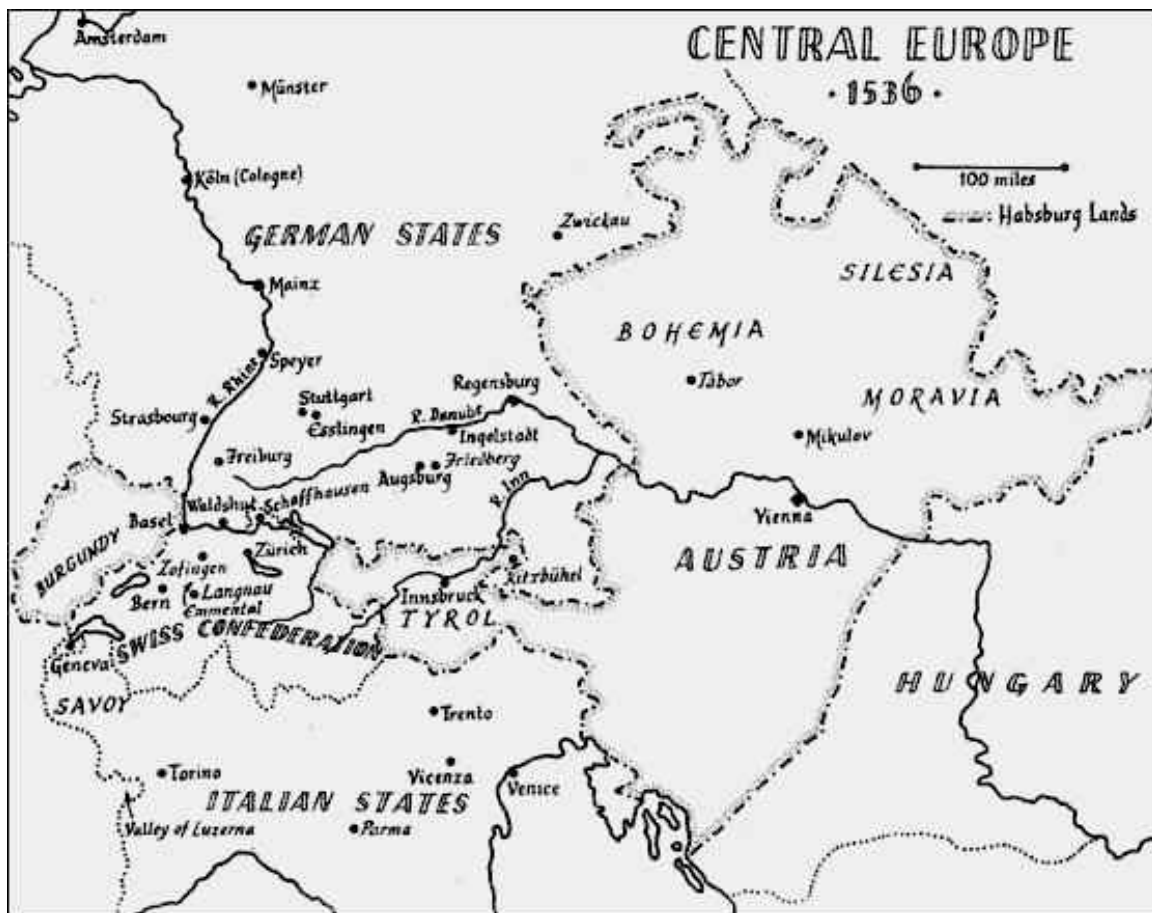 CENTRAL EUROPE
· 1536 ·
100 miles
Habsburg Lands
Amsterdam
Münster
Köln (Cologne)
GERMAN STATES
Zwickau
SILESIA
Mainz
BOHEMIA
Speyer
Tábor
R. Rhine
Regensburg
MORAVIA
Strasbourg
Stuttgart
Esslingen
R. Danube
Ingelstadt
Mikulov
Freiburg
Augsburg
Friedberg
R. Inn
Waldshut
Schaffhausen
Vienna
Basel
BURGUNDY
Zürich
AUSTRIA
Zofingen
Kitzbühel
Bern
Langnau
Emmental
Innsbruck
TYROL
SWISS CONFEDERATION
Geneva
HUNGARY
SAVOY
Trento
Torino
Vicenza
Venice
ITALIAN STATES
Valley of Luzerna
Parma